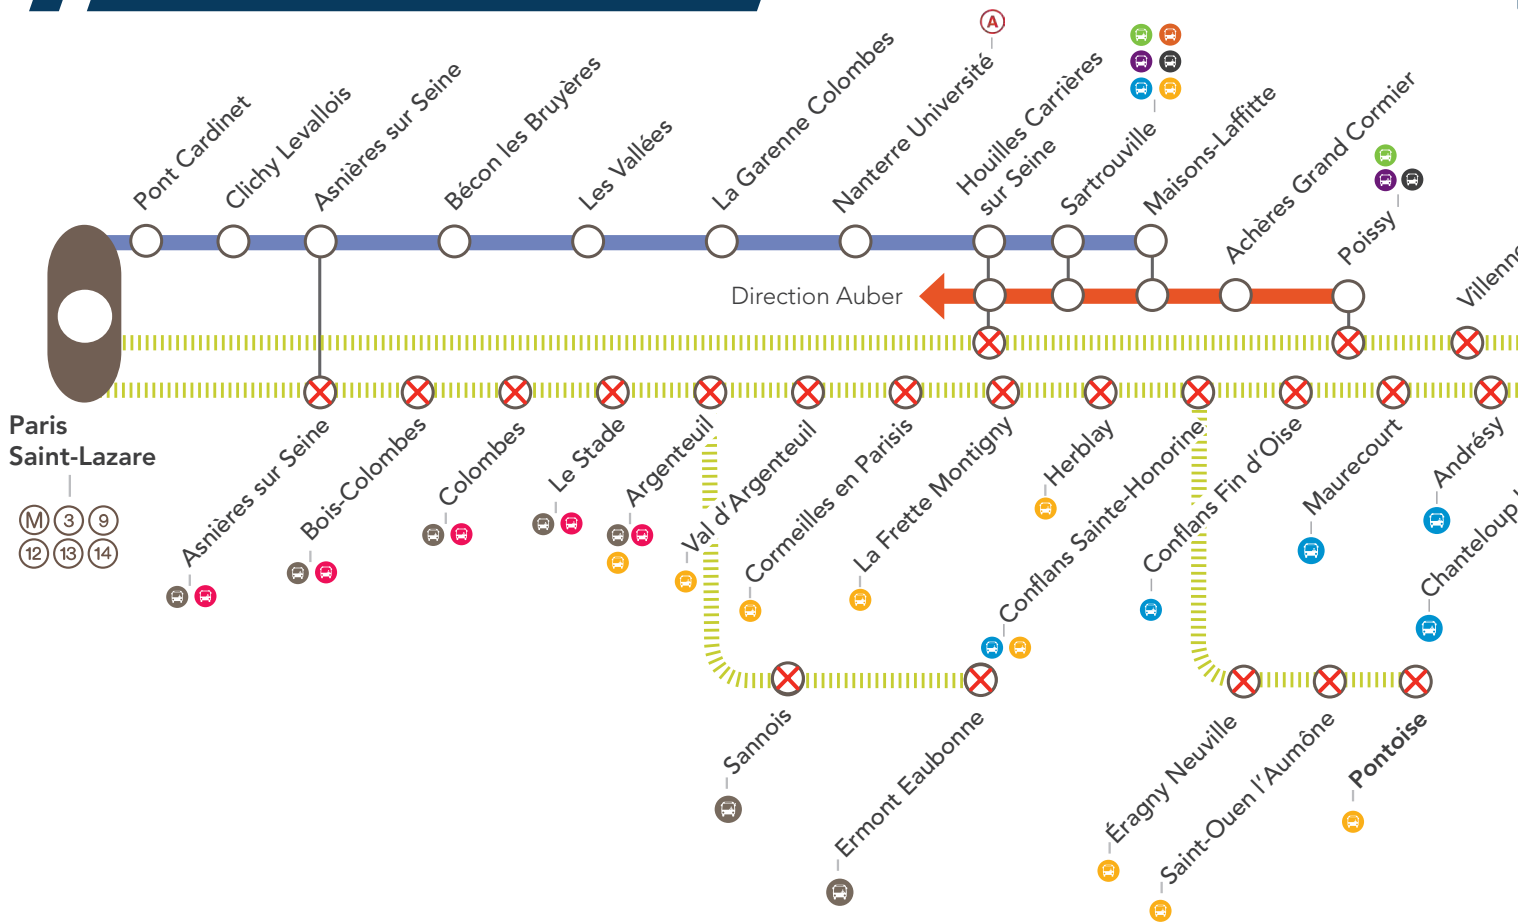 Pont Cardinet
Clichy Levallois
Asnières sur Seine
Bécon les Bruyères
Les Vallées
La Garenne Colombes
Nanterre Université
A
Houilles Carrières
sur Seine
Sartrouville
Maisons-Laffitte
Achères Grand Cormier
Poissy
Direction Auber
Paris
Saint-Lazare
M 3 9
12 13 14
Asnières sur Seine
Bois-Colombes
Colombes
Le Stade
Argenteuil
Val d'Argenteuil
Cormeilles en Parisis
La Frette Montigny
Herblay
Conflans Sainte-Honorine
Conflans Fin d'Oise
Maurecourt
Andrésy
Sannois
Ermont Eaubonne
Éragny Neuville
Saint-Ouen l'Aumône
Pontoise